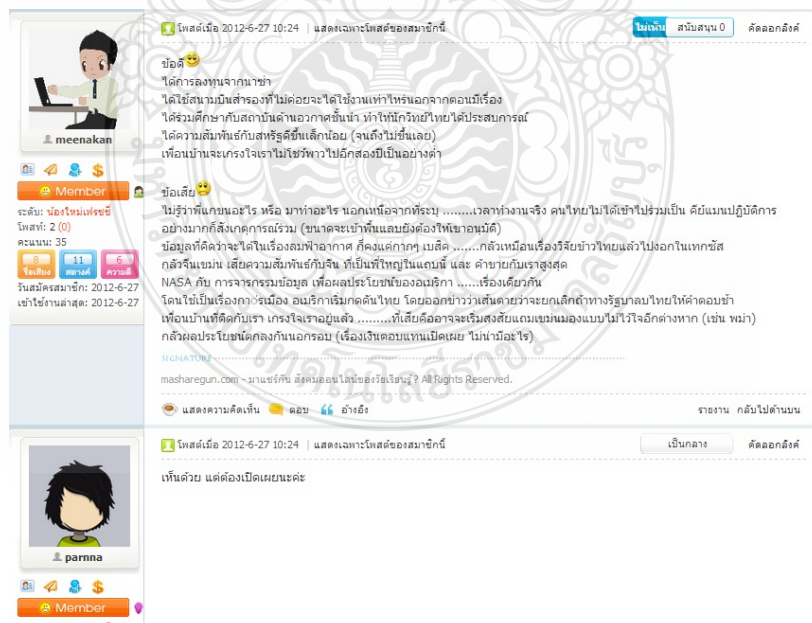 โพสต์เมื่อ 2012-6-27 10:24 | แสดงเฉพาะโพสต์ของสมาชิกนี้ ไม่เห็น สนับสนุน 0 คัดลอกลิงค์
ข้อดี
ได้การลงทุนจากนาซ่า
ได้ใช้สนามบินสำรองที่ไม่ค่อยจะได้ใช้งานเท่าไหร่นอกจากตอนมีเรื่อง
ได้ร่วมศึกษากับสถาบันด้านอวกาศชั้นนำ ทำให้นักวิทย์ไทยได้ประสบการณ์
ได้ความสัมพันธ์กับสหรัฐดีขึ้นเล็กน้อย (จนถึงไม่ขึ้นเลย)
เพื่อนบ้านจะเกรงใจเราไม่โชว์พาวไปอีกสองปีเป็นอย่างต่ำ
meenakan
Member
ระดับ: น้องใหม่เฟรชชี่
โพสท์: 2 (0)
คะแนน: 35
8 11 6
ชื่อเสียง สตางค์ ความดี
วันสมัครสมาชิก: 2012-6-27
เข้าใช้งานล่าสุด: 2012-6-27
ข้อเสีย
ไม่รู้ว่าพี่แกขนอะไร หรือ มาทำอะไร นอกเหนือจากที่ระบุ ........เวลาทำงานจริง คนไทยไม่ได้เข้าไปร่วมเป็น คีย์แมนปฏิบัติการ
อย่างมากก็สังเกตุการณ์ร่วม (ขนาดจะเข้าพื้นแลบยังต้องให้เขาอนุมัติ)
ข้อมูลที่คิดว่าจะได้ในเรื่องลมฟ้าอากาศ ก็คงแค่กากๆ เบสิค .......กลัวเหมือนเรื่องวิจัยข้าวไทยแล้วไปงอกในเทกซัส
กลัวจีนเขม่น เสียความสัมพันธ์กับจีน ที่เป็นพี่ใหญ่ในแถบนี้ และ ค้าขายกับเราสูงสุด
NASA กับ การจารกรรมข้อมูล เพื่อผลประโยชน์ของอเมริกา ......เรื่องเดียวกัน
โดนใช้เป็นเรื่องการเมือง อเมริกาเริ่มกดดันไทย โดยออกข่าวว่าเส้นตายว่าจะยกเลิกถ้าทางรัฐบาลไทยให้คำตอบช้า
เพื่อนบ้านที่ติดกับเรา เกรงใจเราอยู่แล้ว .........ที่เสียคืออาจจะเริ่มสงสัยแถมเขม่นมองแบบไม่ไว้ใจอีกต่างหาก (เช่น พม่า)
กลัวผลประโยชน์ตกลงกันนอกรอบ (เรื่องเงินตอบแทนเปิดเผย ไม่น่ามีอะไร)
SIGNATURE
masharegun.com - มาแชร์กัน สังคมออนไลน์ของวัยเรียนรู้ ? All Rights Reserved.
แสดงความคิดเห็น ตอบ อ้างอิง รายงาน กลับไปด้านบน
โพสต์เมื่อ 2012-6-27 10:24 | แสดงเฉพาะโพสต์ของสมาชิกนี้ เป็นกลาง คัดลอกลิงค์
เห็นด้วย แต่ต้องเปิดเผยนะค่ะ
parnna
Member